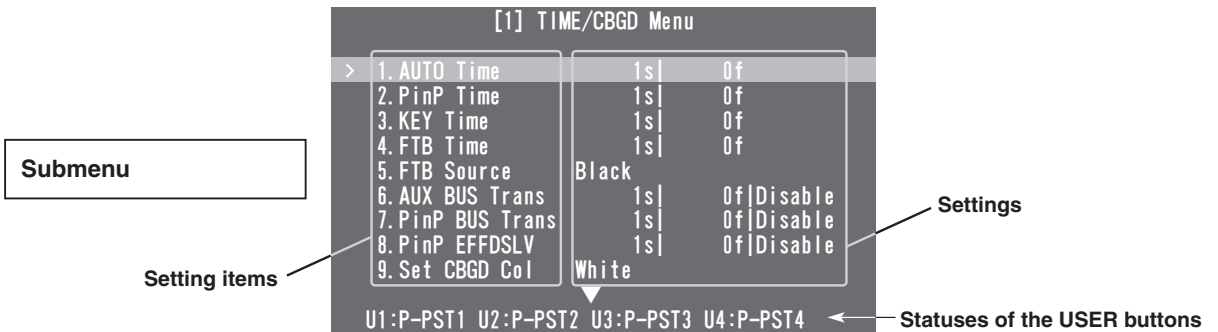 [1] TIME/CBGD Menu
> 1.AUTO Time 1s| 0f
2.PinP Time 1s| 0f
3.KEY Time 1s| 0f
4.FTB Time 1s| 0f
5.FTB Source Black
6.AUX BUS Trans 1s| 0f|Disable
7.PinP BUS Trans 1s| 0f|Disable
8.PinP EFFDSLV 1s| 0f|Disable
9.Set CBGD Col White
U1:P-PST1 U2:P-PST2 U3:P-PST3 U4:P-PST4
Submenu
Setting items
Settings
Statuses of the USER buttons